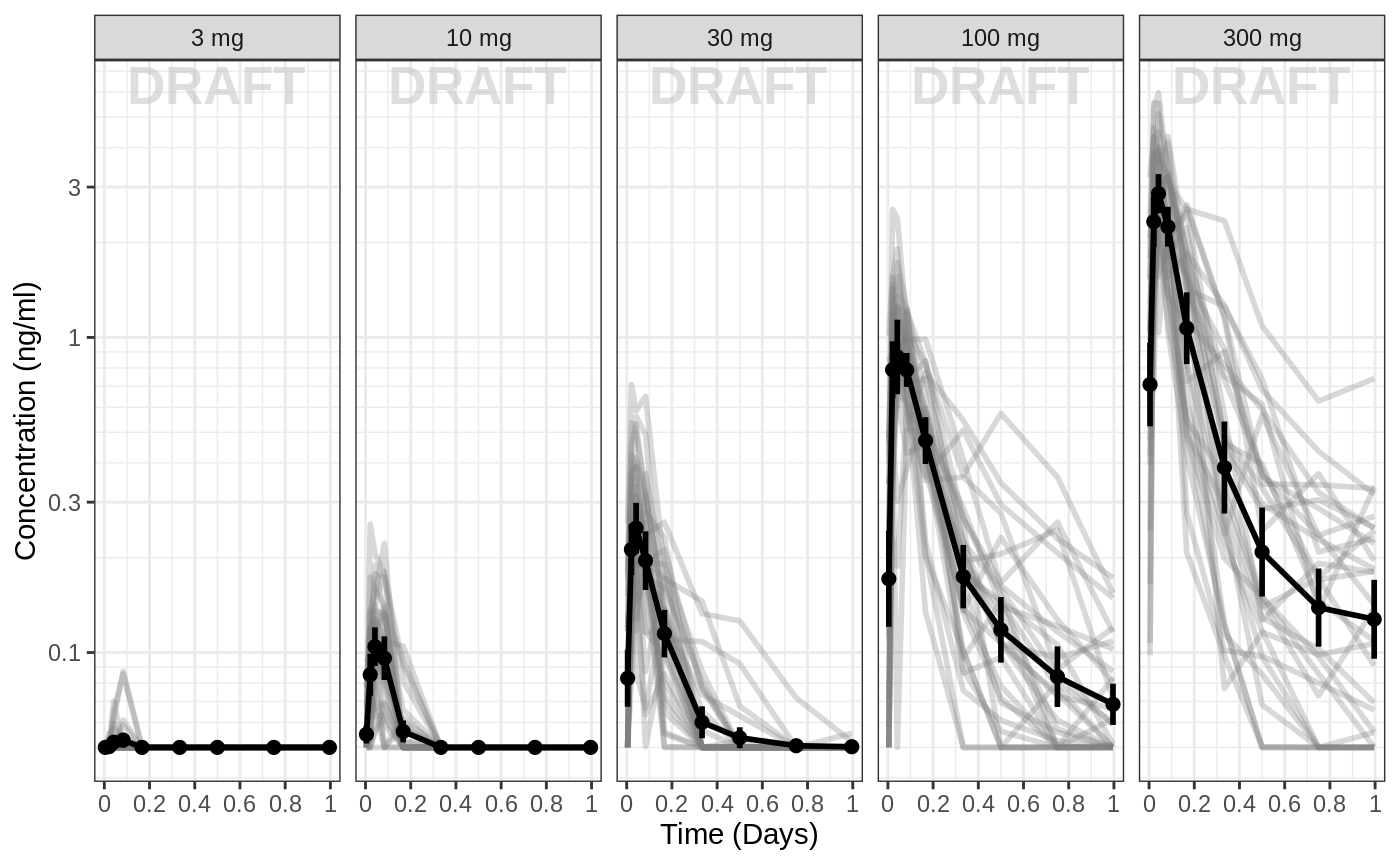 3 mg 10 mg 30 mg 100 mg 300 mg
DRAFT DRAFT DRAFT DRAFT DRAFT
3
1
0.3
0.1
Concentration (ng/ml)
0 0.2 0.4 0.6 0.8 1 0 0.2 0.4 0.6 0.8 1 0 0.2 0.4 0.6 0.8 1 0 0.2 0.4 0.6 0.8 1 0 0.2 0.4 0.6 0.8 1
Time (Days)